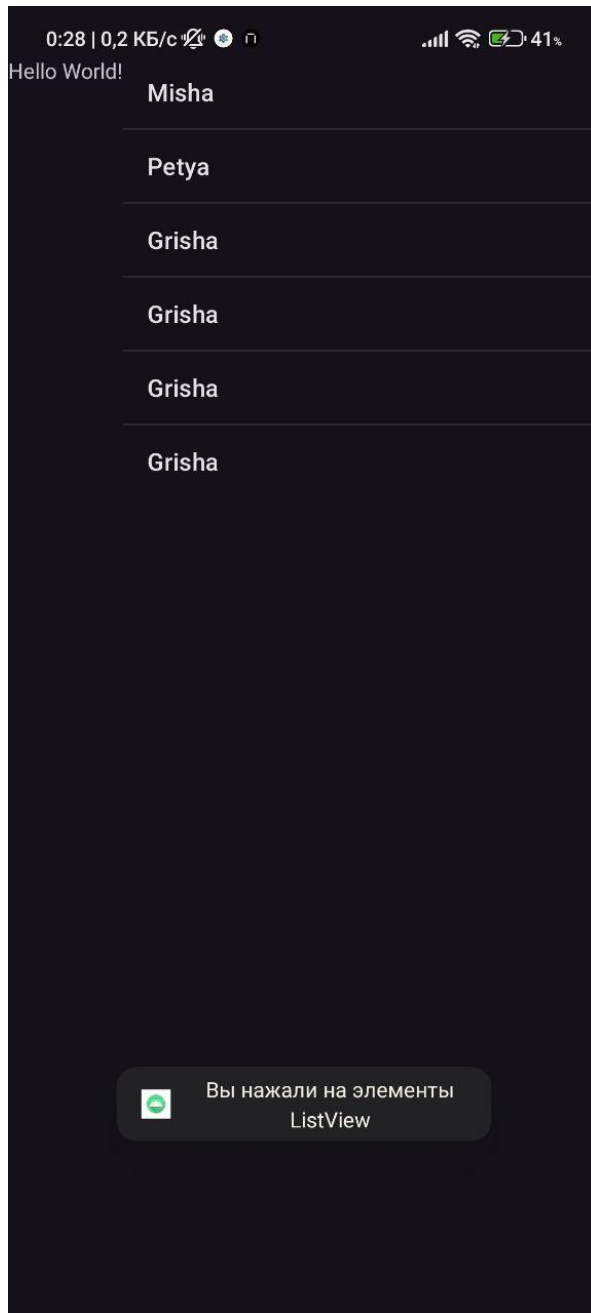 0:28 | 0,2 КБ/с 41%
Hello World!
Misha
Petya
Grisha
Grisha
Grisha
Grisha
Вы нажали на элементы
ListView